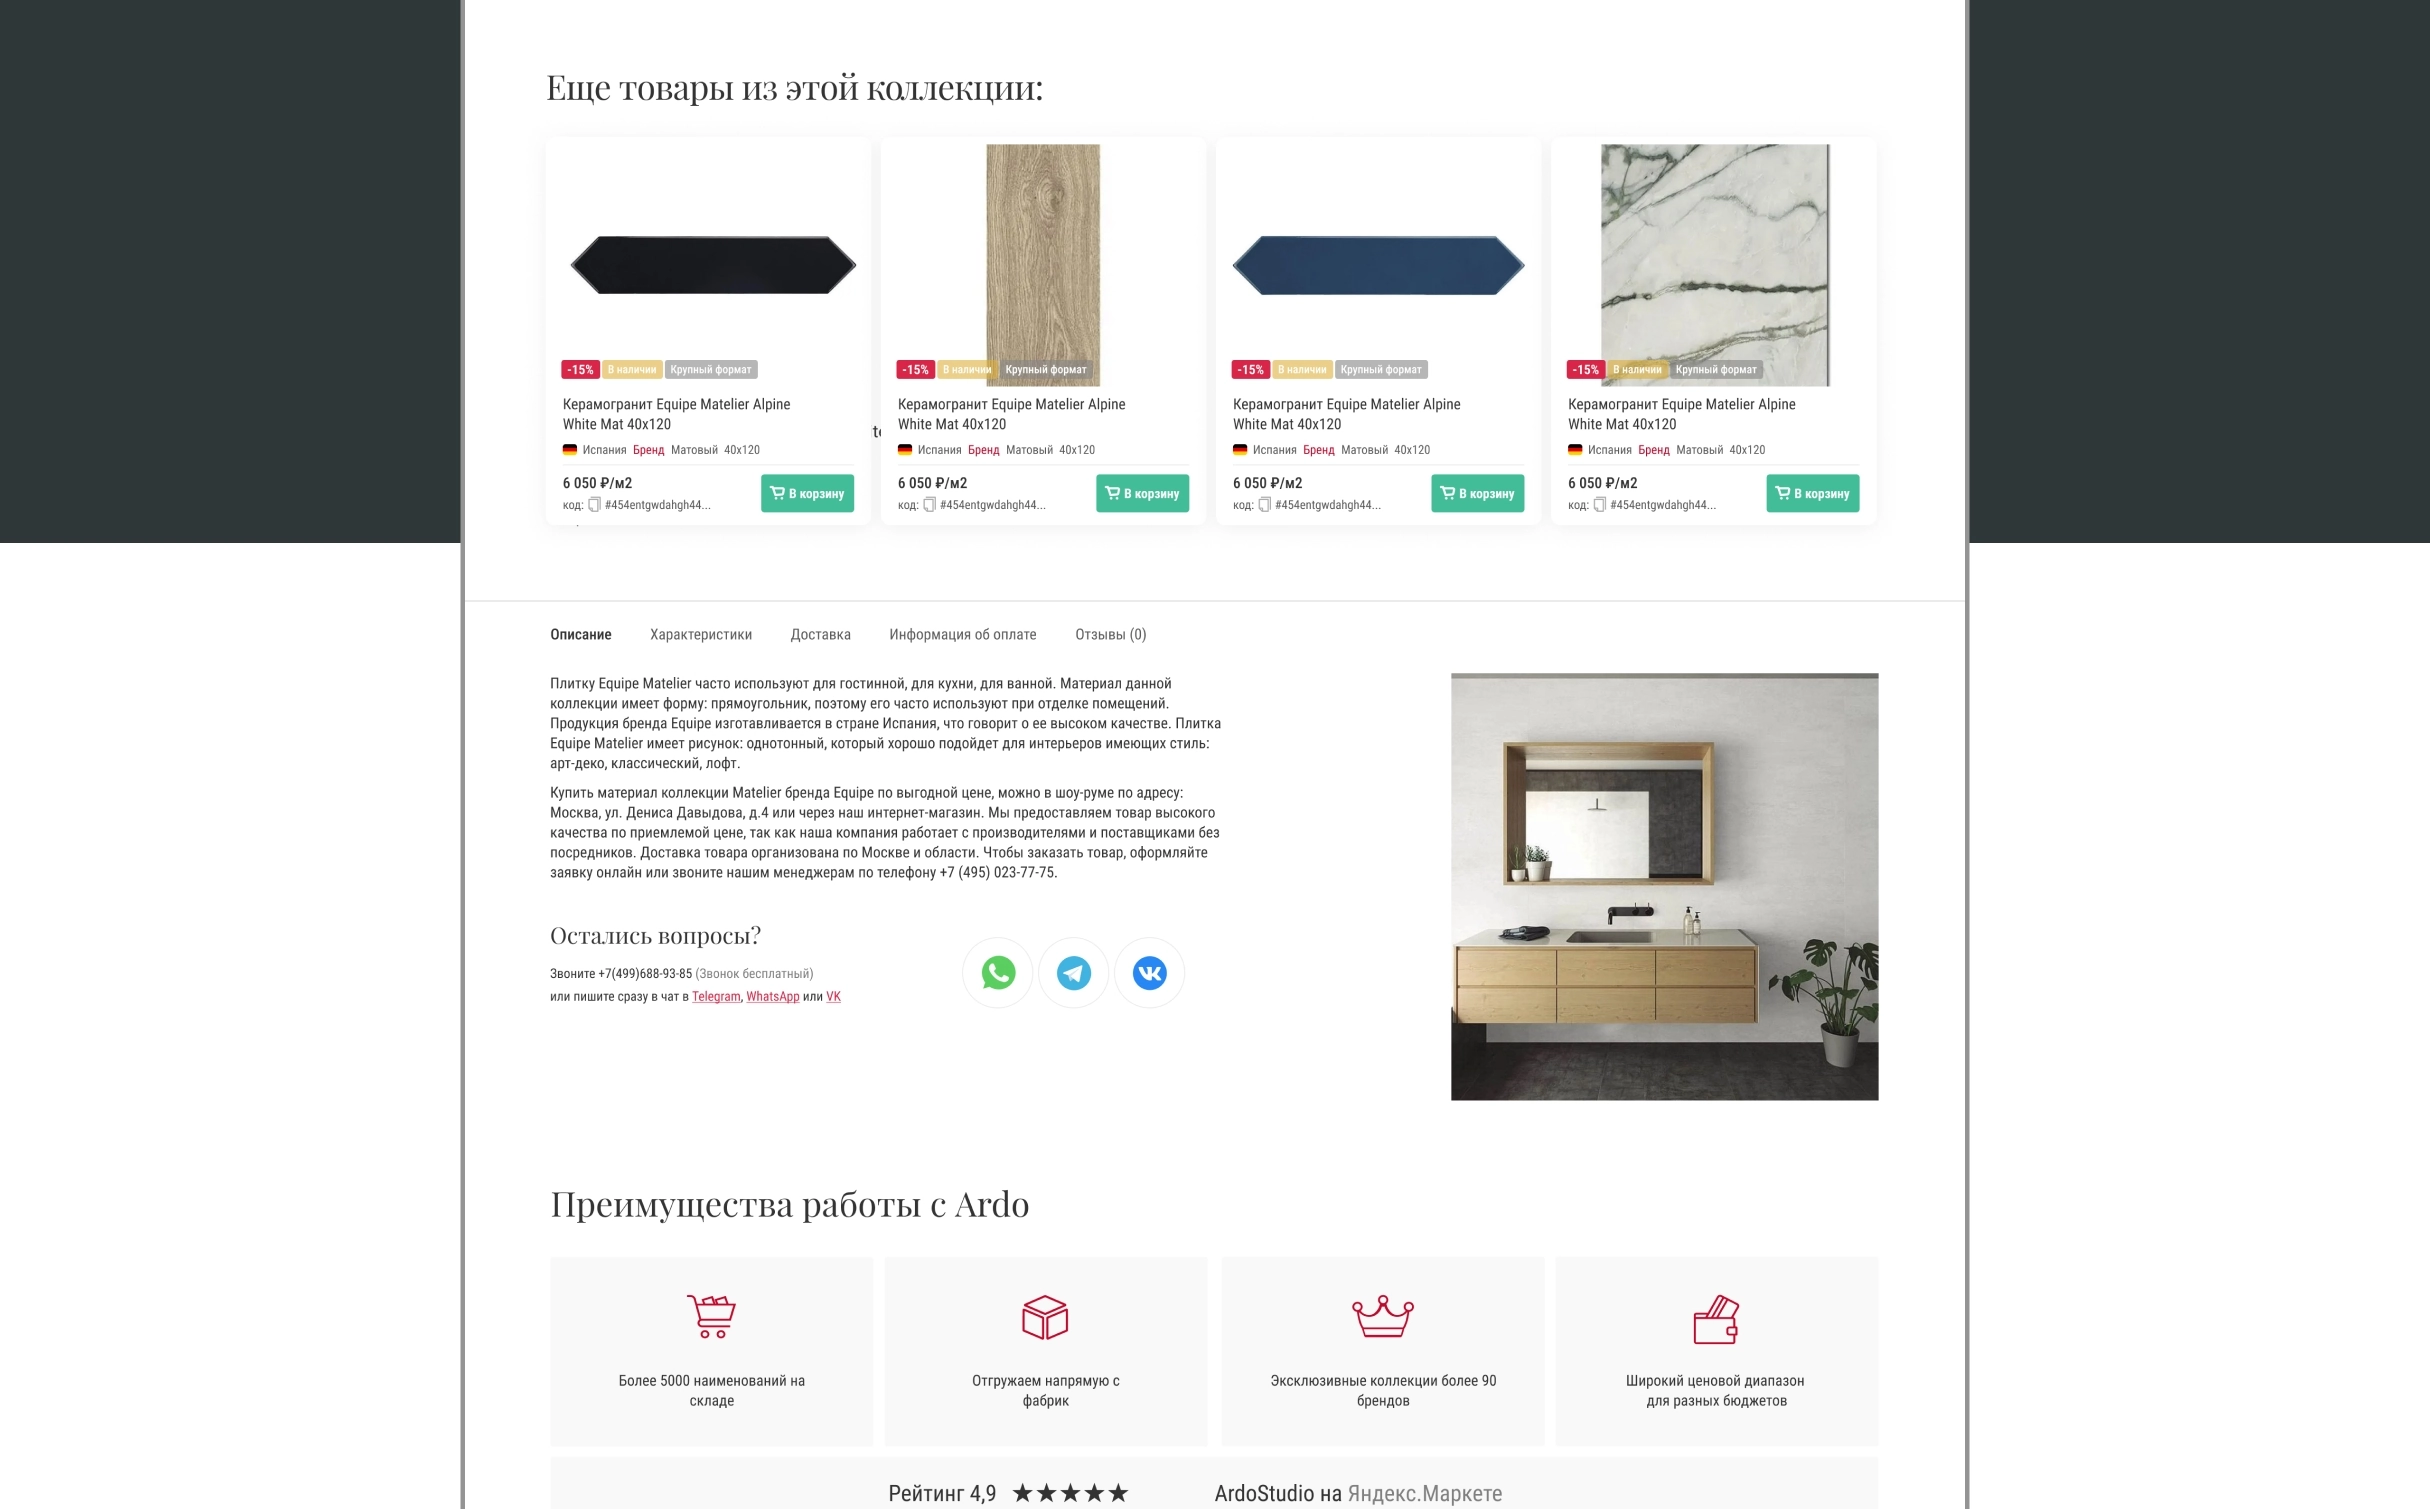 Еще товары из этой коллекции:
-15% В наличии Крупный формат
Керамогранит Equipe Matelier Alpine
White Mat 40x120
Испания Бренд Матовый 40x120
6 050 ₽/м2
код: #454entgwdahgh44...
В корзину
-15% В наличии Крупный формат
Керамогранит Equipe Matelier Alpine
White Mat 40x120
Испания Бренд Матовый 40x120
6 050 ₽/м2
код: #454entgwdahgh44...
В корзину
-15% В наличии Крупный формат
Керамогранит Equipe Matelier Alpine
White Mat 40x120
Испания Бренд Матовый 40x120
6 050 ₽/м2
код: #454entgwdahgh44...
В корзину
-15% В наличии Крупный формат
Керамогранит Equipe Matelier Alpine
White Mat 40x120
Испания Бренд Матовый 40x120
6 050 ₽/м2
код: #454entgwdahgh44...
В корзину
Описание Характеристики Доставка Информация об оплате Отзывы (0)
Плитку Equipe Matelier часто используют для гостинной, для кухни, для ванной. Материал данной
коллекции имеет форму: прямоугольник, поэтому его часто используют при отделке помещений.
Продукция бренда Equipe изготавливается в стране Испания, что говорит о ее высоком качестве. Плитка
Equipe Matelier имеет рисунок: однотонный, который хорошо подойдет для интерьеров имеющих стиль:
арт-деко, классический, лофт.
Купить материал коллекции Matelier бренда Equipe по выгодной цене, можно в шоу-руме по адресу:
Москва, ул. Дениса Давыдова, д.4 или через наш интернет-магазин. Мы предоставляем товар высокого
качества по приемлемой цене, так как наша компания работает с производителями и поставщиками без
посредников. Доставка товара организована по Москве и области. Чтобы заказать товар, оформляйте
заявку онлайн или звоните нашим менеджерам по телефону +7 (495) 023-77-75.
Остались вопросы?
Звоните +7(499)688-93-85 (Звонок бесплатный)
или пишите сразу в чат в Telegram, WhatsApp или VK
Преимущества работы с Ardo
Более 5000 наименований на
складе
Отгружаем напрямую с
фабрик
Эксклюзивные коллекции более 90
брендов
Широкий ценовой диапазон
для разных бюджетов
Рейтинг 4,9 ★★★★★ ArdoStudio на Яндекс.Маркете